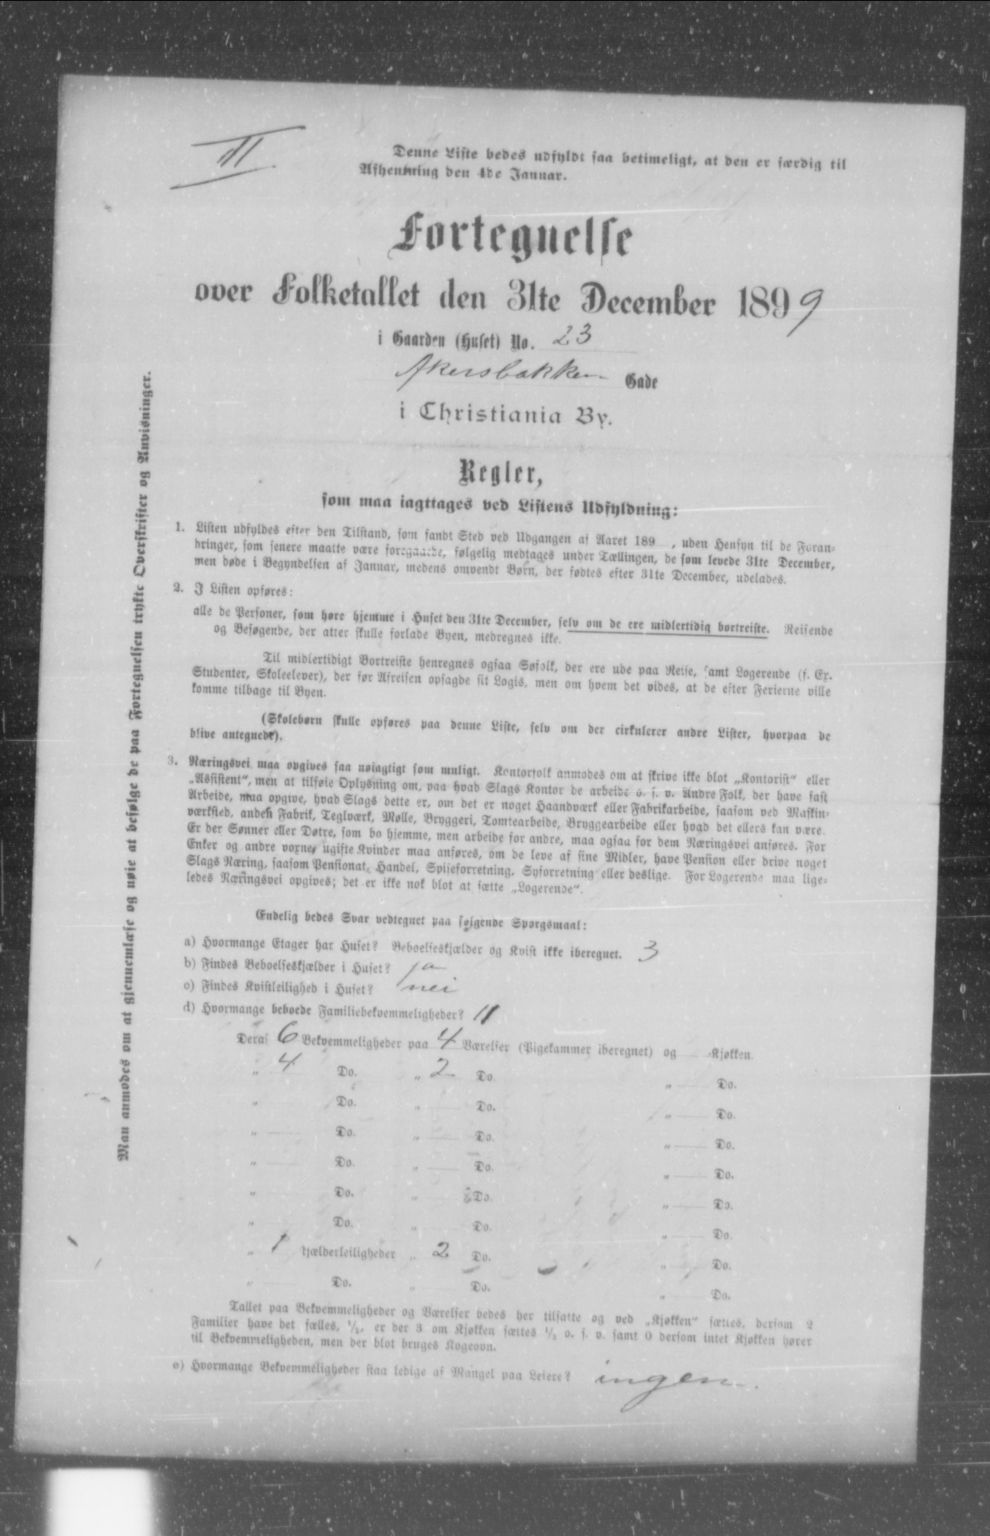 II
Denne Liste bedes udfyldt saa betimeligt, at den er færdig til
Afhentning den 4de Januar.
Fortegnelse
over Folketallet den 31te December 1899
i Gaarden (Huset) No. 23
Akersbakken Gade
i Christiania By.
Regler,
som maa iagttages ved Listens Udfyldning:
1. Listen udfyldes efter den Tilstand, som fandt Sted ved Udgangen af Aaret 189 , uden Hensyn til de Foran-
dringer, som senere maatte være foregaaede, følgelig medtages under Tællingen, de som levede 31te December,
men døde i Begyndelsen af Januar, medens omvendt Børn, der fødtes efter 31te December, udelades.
2. I Listen opføres:
alle de Personer, som høre hjemme i Huset den 31te December, selv om de ere midlertidig bortreiste. Reisende
og Besøgende, der atter skulle forlade Byen, medregnes ikke.
Til midlertidigt Bortreiste henregnes ogsaa Søfolk, der ere ude paa Reise, samt Logerende (f. Ex.
Studenter, Skoleelever), der før Afreisen opsagde sit Logis, men om hvem det vides, at de efter Ferierne ville
komme tilbage til Byen.
(Skolebørn skulle opføres paa denne Liste, selv om der cirkulerer andre Lister, hvorpaa de
blive antegnede).
3. Næringsvei maa opgives saa nøiagtigt som muligt. Kontorfolk anmodes om at skrive ikke blot „Kontorist“ eller
„Assistent“, men at tilføie Oplysning om, paa hvad Slags Kontor de arbeide o. s. v. Andre Folk, der have fast
Arbeide, maa opgive, hvad Slags dette er, om det er noget Haandværk eller Fabrikarbeide, saasom ved Maskin-
værksted, anden Fabrik, Teglværk, Mølle, Bryggeri, Tomtearbeide, Bryggearbeide eller hvad det ellers kan være.
Er der Sønner eller Døtre, som bo hjemme, men arbeide for andre, maa ogsaa for dem Næringsvei anføres. For
Enker og andre voxne ugifte Kvinder maa anføres, om de leve af sine Midler, have Pension eller drive noget
Slags Næring, saasom Pensionat, Handel, Spiseforretning, Syforretning eller deslige. For Logerende maa lige-
ledes Næringsvei opgives; det er ikke nok blot at sætte „Logerende“.
Endelig bedes Svar vedtegnet paa følgende Spørgsmaal:
a) Hvormange Etager har Huset? Beboelseskjælder og Kvist ikke iberegnet. 3
b) Findes Beboelseskjælder i Huset? ja
c) Findes Kvistleilighed i Huset? nei
d) Hvormange beboede Familiebekvemmeligheder? 11
Deraf 6 Bekvemmeligheder paa 4 Værelser (Pigekammer iberegnet) og Kjøkken.
„ 4 Do. „ 2 Do. „ Do.
„ Do. „ Do. „ Do.
„ Do. „ Do. „ Do.
„ Do. „ Do. „ Do.
„ Do. „ Do. „ Do.
„ Do. „ Do. „ Do.
„ 1 kjælderleiligheder „ 2 Do. „ Do.
„ Do. „ Do. „ Do.
Tallet paa Bekvemmeligheder og Værelser bedes her tilsatte og ved „Kjøkken“ sættes, dersom 2
Familier have det fælles, 1/2, er der 3 om Kjøkken sættes 1/3 o. s. v. samt 0 dersom intet Kjøkken hører
til Bekvemmeligheden, men der blot bruges Kogeovn.
e) Hvormange Bekvemmeligheder staa ledige af Mangel paa Leiere? ingen.
Man anmodes om at gjennemlæse og nøie at befølge de paa Fortegnelsen trykte Overskrifter og Anvisninger.